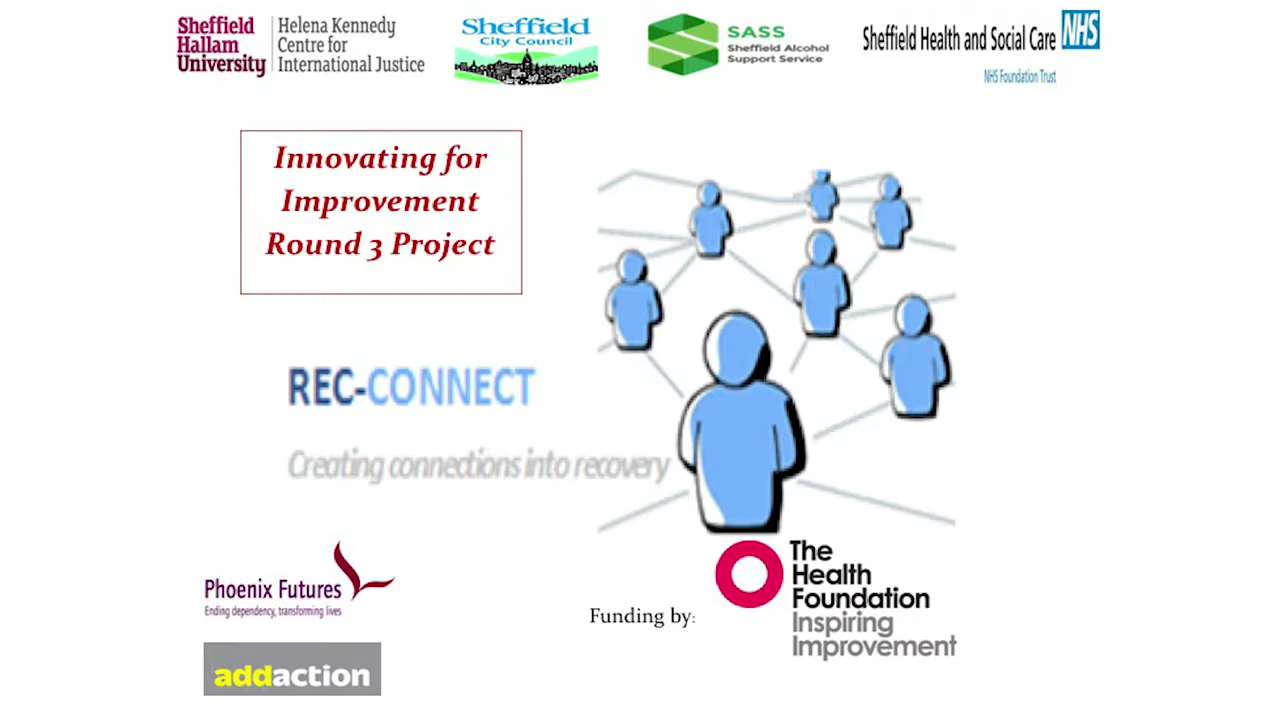 Sheffield
Hallam
University
Helena Kennedy
Centre for
International Justice
Sheffield
City Council
SASS
Sheffield Alcohol
Support Service
Sheffield Health and Social Care
NHS
NHS Foundation Trust
Innovating for
Improvement
Round 3 Project
REC-CONNECT
Creating connections into recovery
Phoenix Futures
Ending dependency, transforming lives
addaction
Funding by:
The
Health
Foundation
Inspiring
Improvement